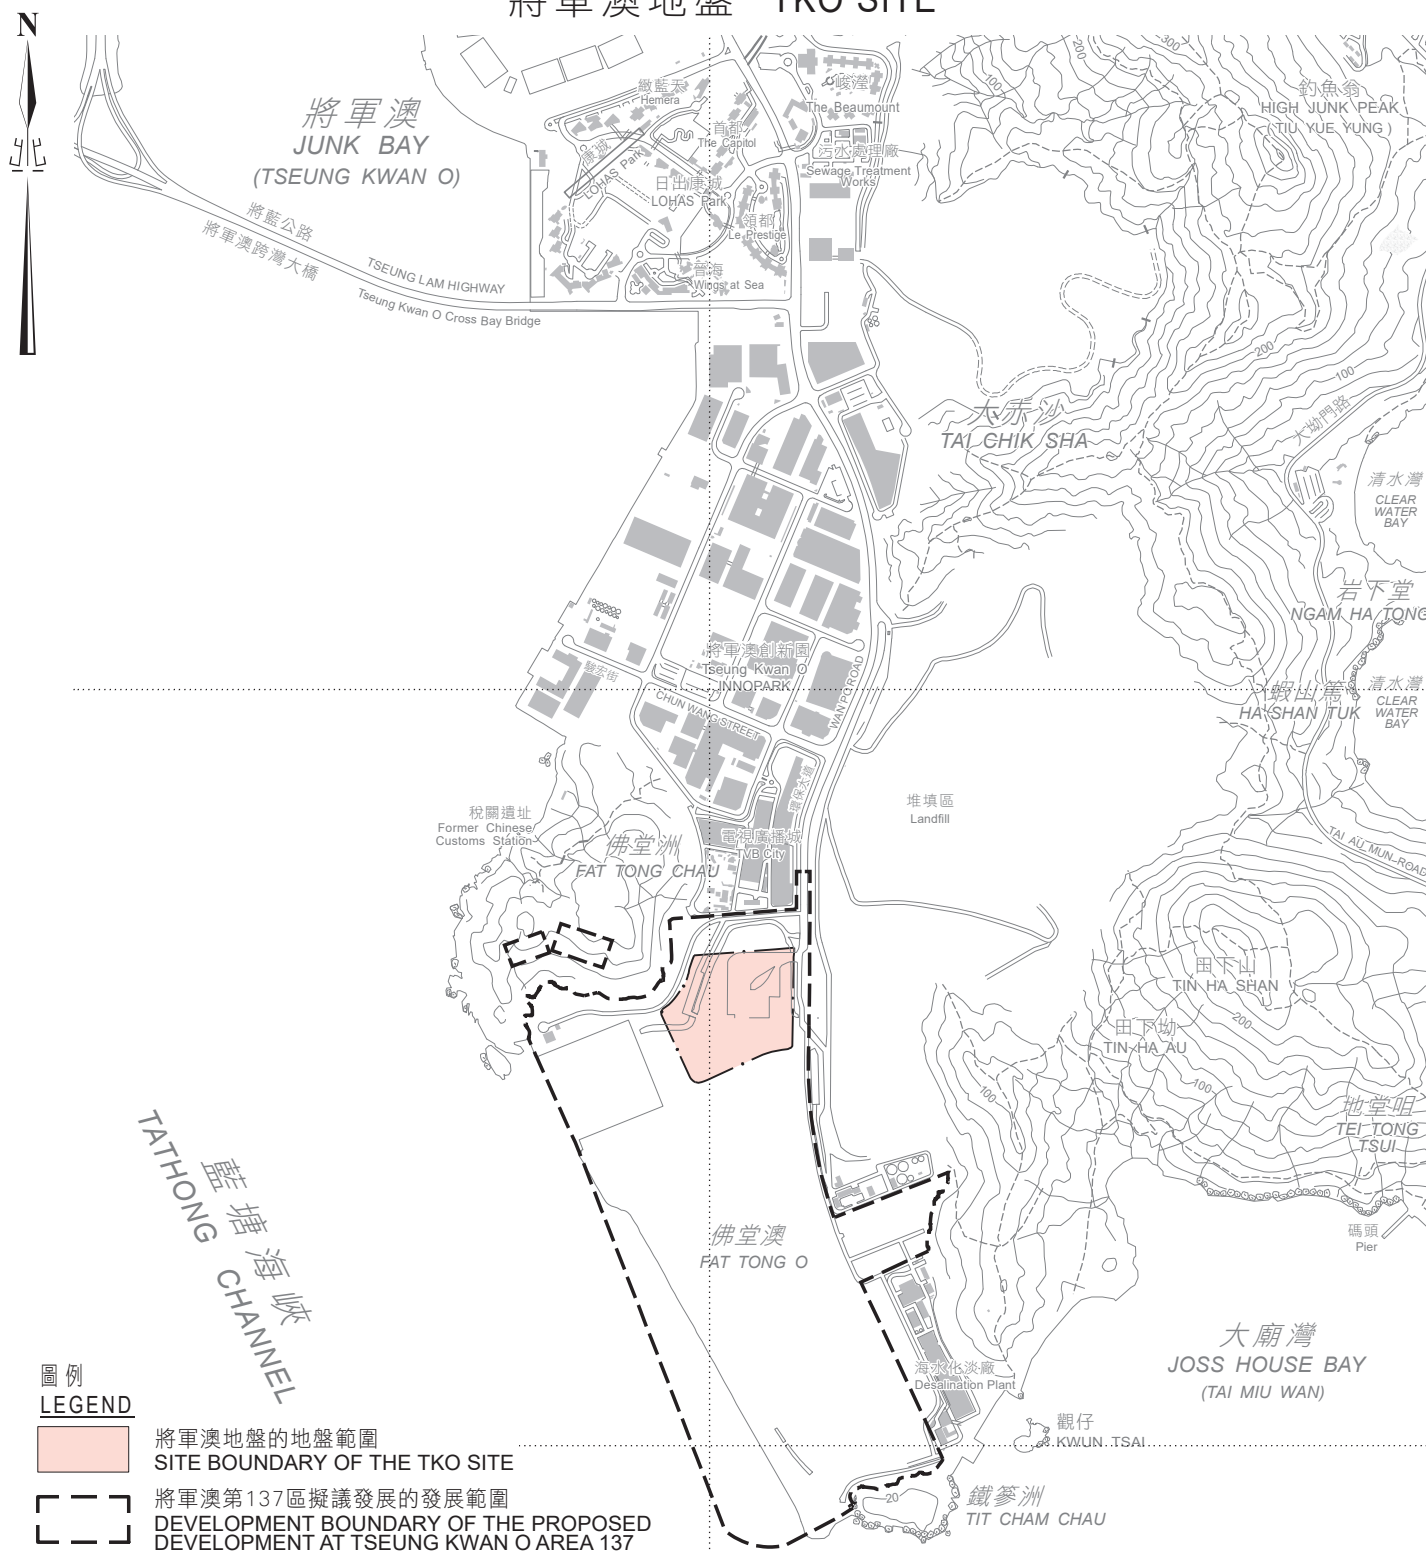 將軍澳地盤 TKO SITE
N
北
將軍澳
JUNK BAY
(TSEUNG KWAN O)
緻藍天
Hemera
峻瀅
The Beaumount
釣魚翁
HIGH JUNK PEAK
(TIU YUE YUNG)
200
300
100
首都
The Capitol
康城
LOHAS Park
污水處理廠
Sewage Treatment
Works
日出康城
LOHAS Park
領都
Le Prestige
晉海
Wings at Sea
將藍公路
將軍澳跨灣大橋
TSEUNG LAM HIGHWAY
Tseung Kwan O Cross Bay Bridge
200
100
大坳門路
大赤沙
TAI CHIK SHA
清水灣
CLEAR
WATER
BAY
岩下堂
NGAM HA TONG
將軍澳創新園
Tseung Kwan O
INNOPARK
駿宏街
CHUN WANG STREET
WAN PO ROAD
蝦山篤
HA SHAN TUK
清水灣
CLEAR
WATER
BAY
環保大道
堆填區
Landfill
稅關遺址
Former Chinese
Customs Station
佛堂洲
FAT TONG CHAU
電視廣播城
TVB City
TAI AU MUN ROAD
田下山
TIN HA SHAN
200
田下坳
TIN HA AU
100
100
地堂咀
TEI TONG
TSUI
藍塘海峽
TATHONG CHANNEL
佛堂澳
FAT TONG O
碼頭
Pier
大廟灣
JOSS HOUSE BAY
(TAI MIU WAN)
海水化淡廠
Desalination Plant
觀仔
KWUN TSAI
20
鐵篸洲
TIT CHAM CHAU
圖例
LEGEND
將軍澳地盤的地盤範圍
SITE BOUNDARY OF THE TKO SITE
將軍澳第137區擬議發展的發展範圍
DEVELOPMENT BOUNDARY OF THE PROPOSED
DEVELOPMENT AT TSEUNG KWAN O AREA 137